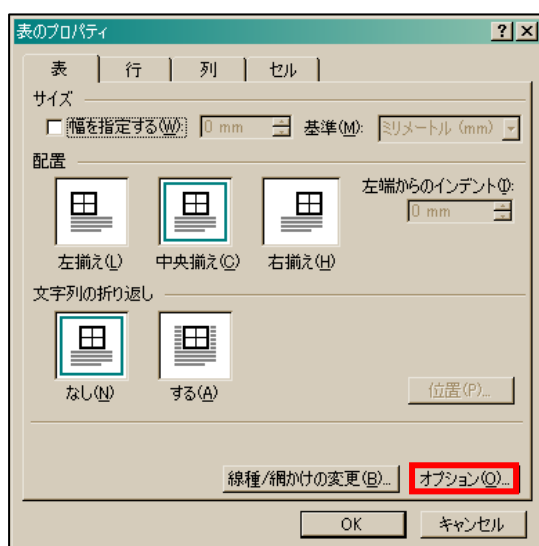 表のプロパティ
表 行 列 セル
サイズ
幅を指定する(W): 0 mm 基準(M): ミリメートル (mm)
配置
左端からのインデント(I):
0 mm
左揃え(L) 中央揃え(C) 右揃え(H)
文字列の折り返し
なし(N) する(A) 位置(P)...
線種/網かけの変更(B)... オプション(O)...
OK キャンセル